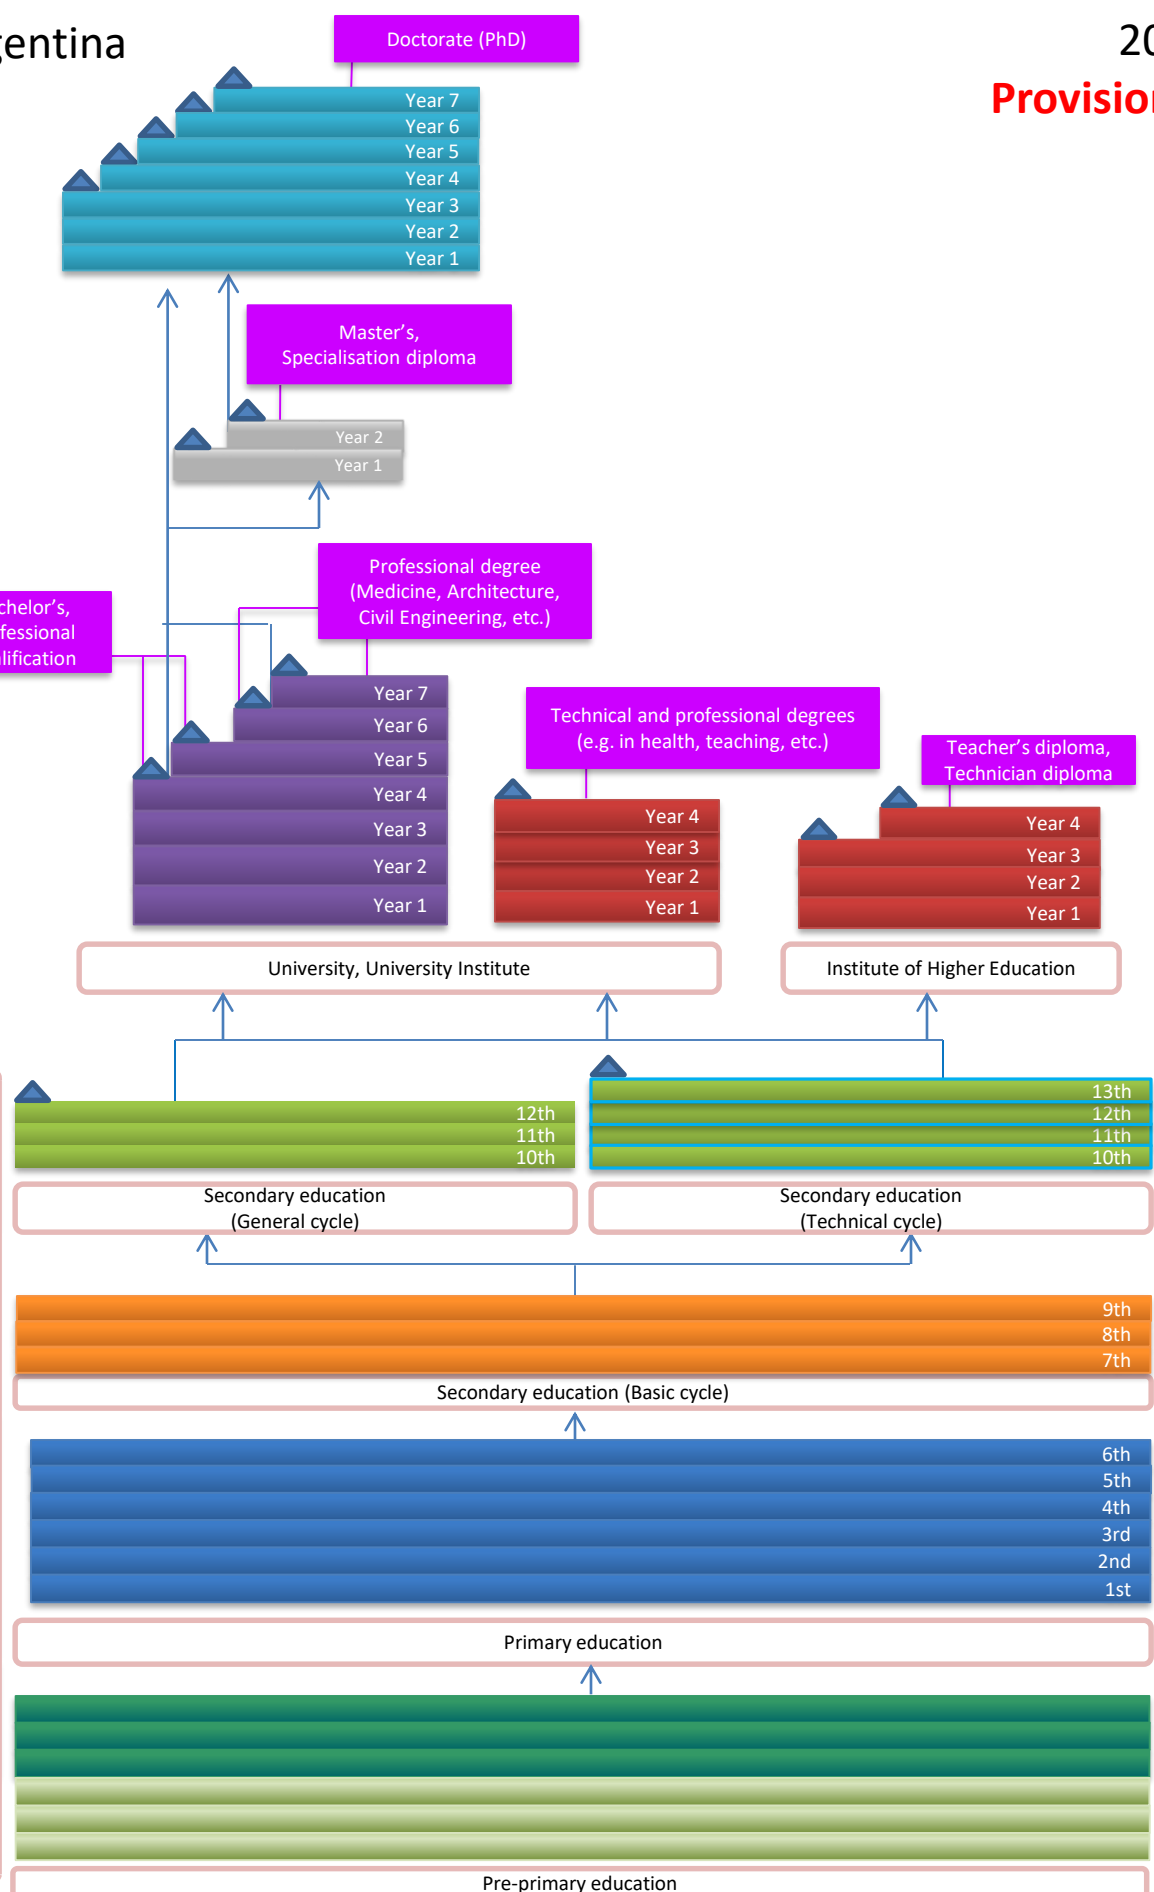 gentina
20
Provision
Doctorate (PhD)
Year 7
Year 6
Year 5
Year 4
Year 3
Year 2
Year 1
Master’s,
Specialisation diploma
Year 2
Year 1
Professional degree
(Medicine, Architecture,
Civil Engineering, etc.)
chelor’s,
fessional
alification
Year 7
Year 6
Year 5
Year 4
Year 3
Year 2
Year 1
Technical and professional degrees
(e.g. in health, teaching, etc.)
Year 4
Year 3
Year 2
Year 1
Teacher’s diploma,
Technician diploma
Year 4
Year 3
Year 2
Year 1
University, University Institute
Institute of Higher Education
12th
11th
10th
13th
12th
11th
10th
Secondary education
(General cycle)
Secondary education
(Technical cycle)
9th
8th
7th
Secondary education (Basic cycle)
6th
5th
4th
3rd
2nd
1st
Primary education
Pre-primary education